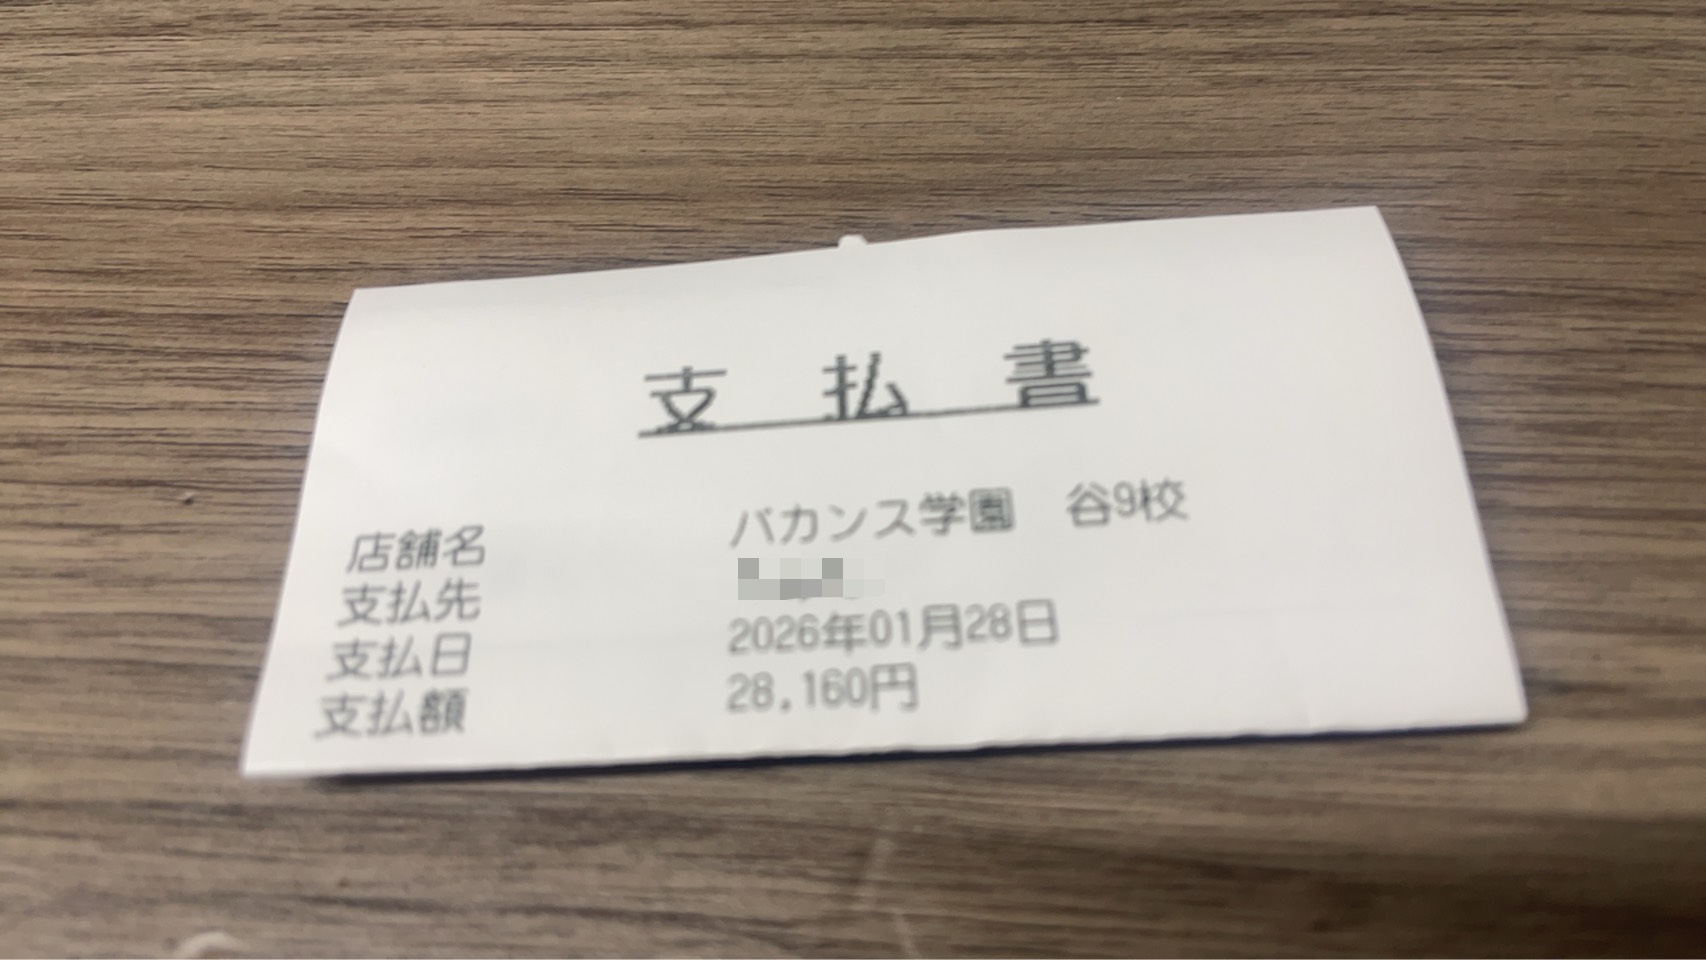 支払書
店舗名 バカンス学園 谷9校
支払先
支払日 2026年01月28日
支払額 28,160円